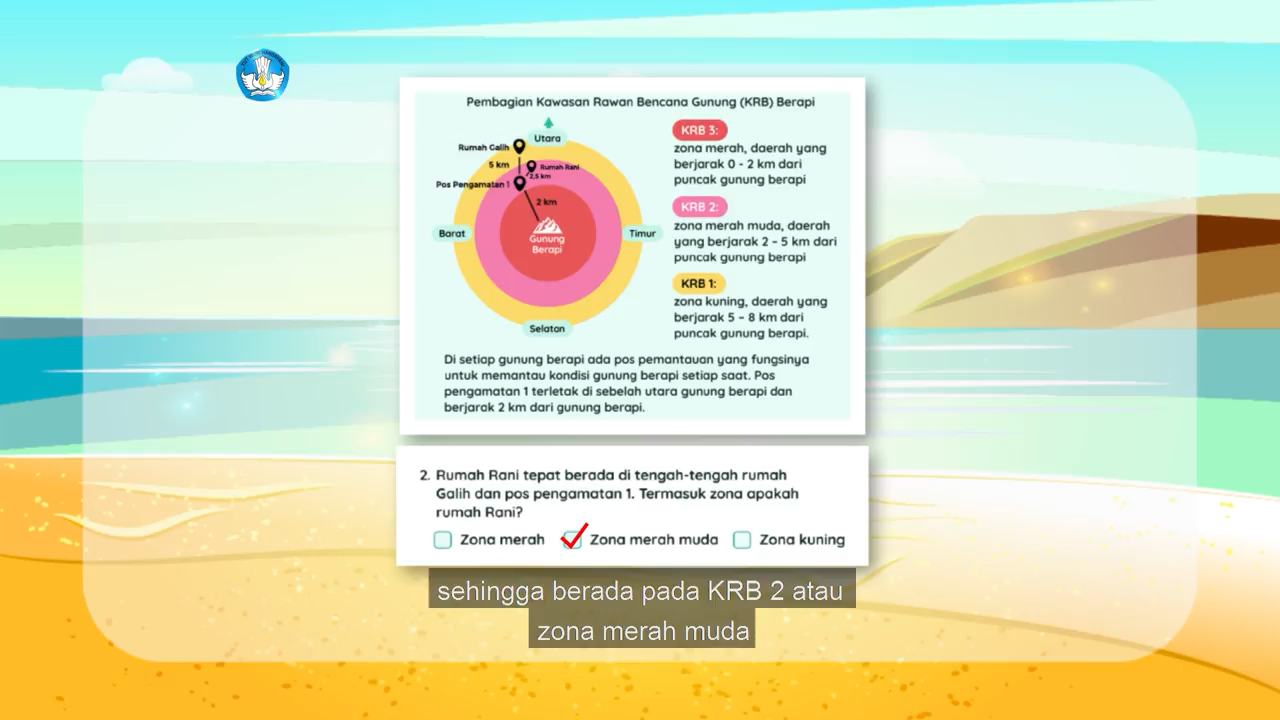 Pembagian Kawasan Rawan Bencana Gunung (KRB) Berapi
Utara
Rumah Galih
5 km
Rumah Rani
2,5 km
Pos Pengamatan 1
2 km
Barat
Gunung
Berapi
Timur
Selatan
KRB 3:
zona merah, daerah yang
berjarak 0 - 2 km dari
puncak gunung berapi
KRB 2:
zona merah muda, daerah
yang berjarak 2 - 5 km dari
puncak gunung berapi
KRB 1:
zona kuning, daerah yang
berjarak 5 - 8 km dari
puncak gunung berapi.
Di setiap gunung berapi ada pos pemantauan yang fungsinya
untuk memantau kondisi gunung berapi setiap saat. Pos
pengamatan 1 terletak di sebelah utara gunung berapi dan
berjarak 2 km dari gunung berapi.
2. Rumah Rani tepat berada di tengah-tengah rumah
Galih dan pos pengamatan 1. Termasuk zona apakah
rumah Rani?
Zona merah
Zona merah muda
Zona kuning
sehingga berada pada KRB 2 atau
zona merah muda